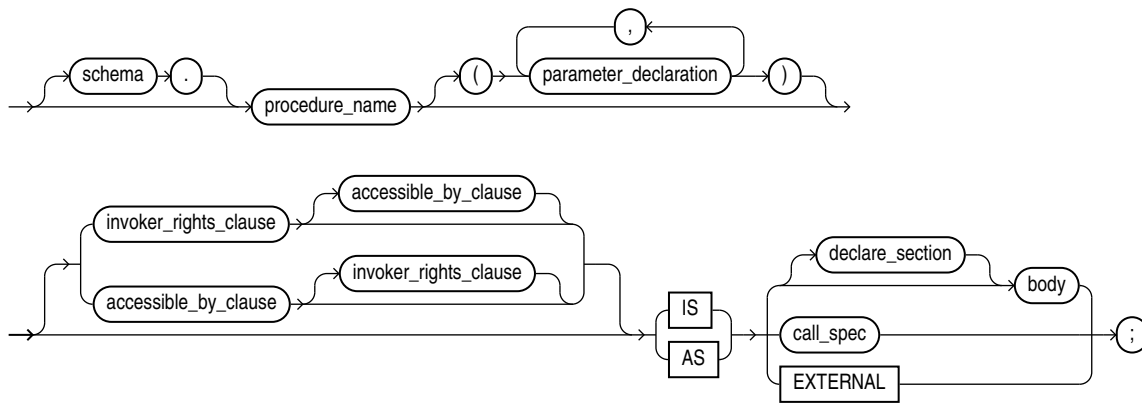 ,
schema . ( parameter_declaration )
procedure_name
accessible_by_clause
invoker_rights_clause
declare_section
invoker_rights_clause
accessible_by_clause
body
IS
call_spec ;
AS
EXTERNAL